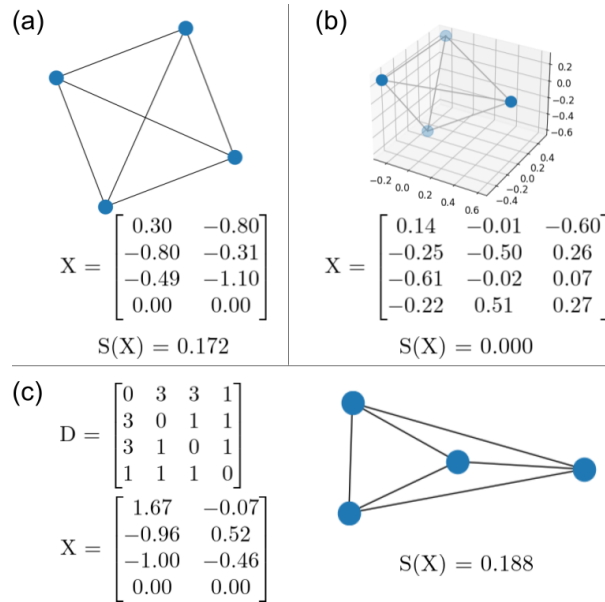 (a)
X = [0.30 −0.80
−0.80 −0.31
−0.49 −1.10
0.00 0.00]
S(X) = 0.172
(b)
0.2
0.0
−0.2
−0.4
−0.6
−0.2 0.0 0.2 0.4 0.6
−0.4 −0.2 0.0 0.2 0.4
X = [0.14 −0.01 −0.60
−0.25 −0.50 0.26
−0.61 −0.02 0.07
−0.22 0.51 0.27]
S(X) = 0.000
(c)
D = [0 3 3 1
3 0 1 1
3 1 0 1
1 1 1 0]
X = [1.67 −0.07
−0.96 0.52
−1.00 −0.46
0.00 0.00]
S(X) = 0.188